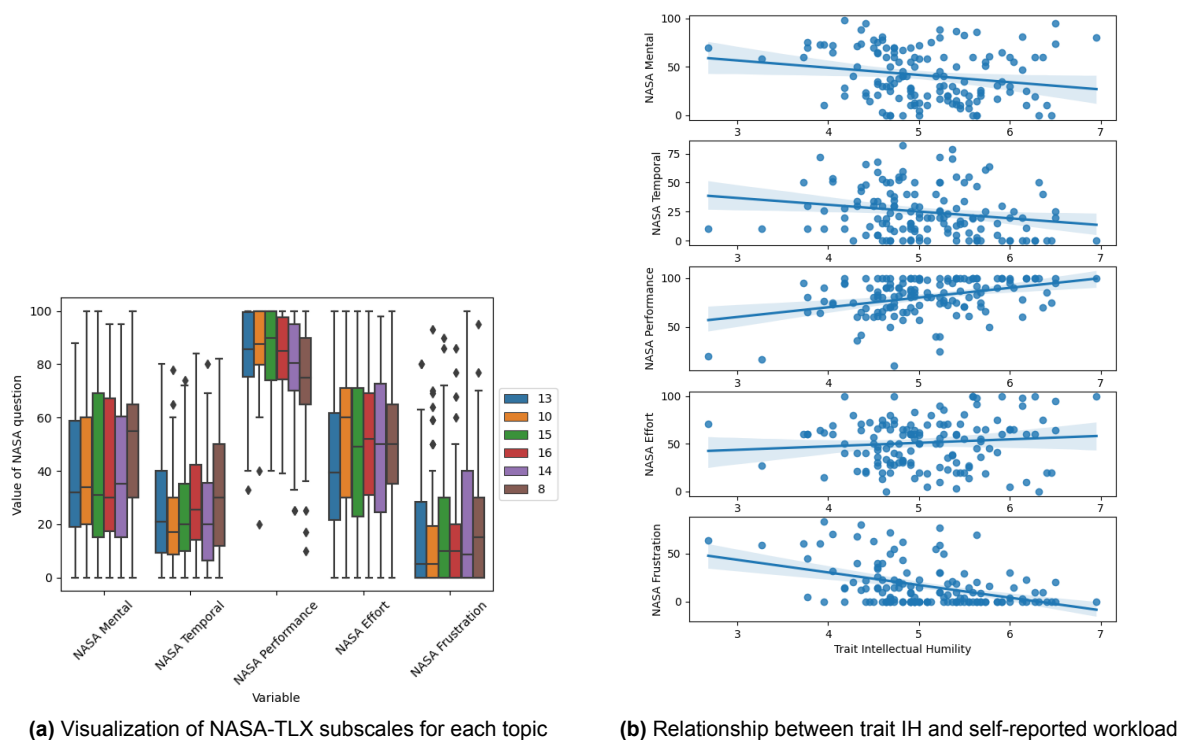 100
80
60
40
20
0
Value of NASA question
NASA Mental
NASA Temporal
NASA Performance
NASA Effort
NASA Frustration
Variable
13
10
15
16
14
8
(a) Visualization of NASA-TLX subscales for each topic
100
50
0
NASA Mental
3 4 5 6 7
75
50
25
0
NASA Temporal
3 4 5 6 7
100
50
NASA Performance
3 4 5 6 7
100
50
0
NASA Effort
3 4 5 6 7
50
0
NASA Frustration
3 4 5 6 7
Trait Intellectual Humility
(b) Relationship between trait IH and self-reported workload